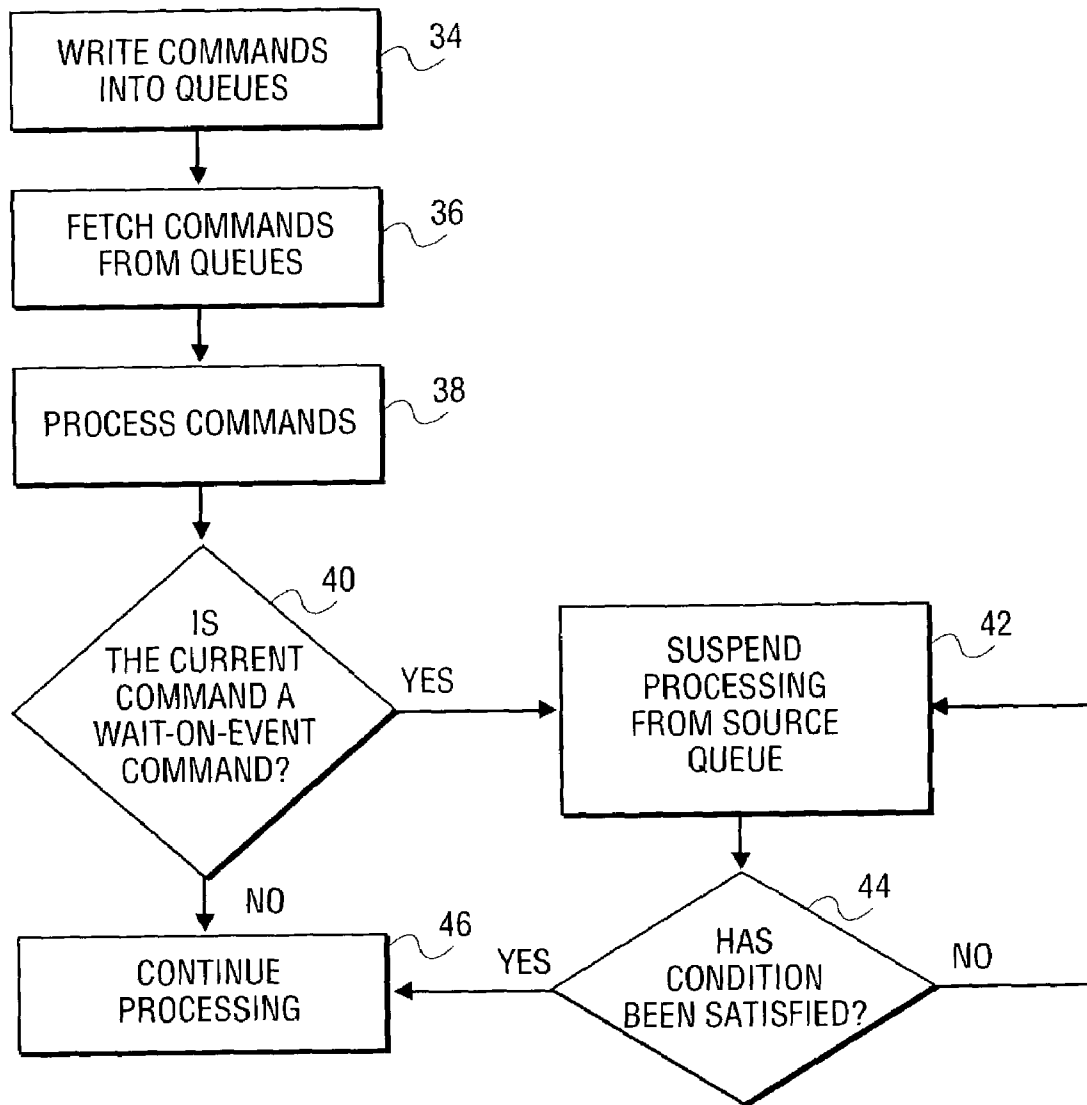 WRITE COMMANDS
INTO QUEUES
34
FETCH COMMANDS
FROM QUEUES
36
PROCESS COMMANDS
38
IS
THE CURRENT
COMMAND A
WAIT-ON-EVENT
COMMAND?
40
YES
SUSPEND
PROCESSING
FROM SOURCE
QUEUE
42
NO
CONTINUE
PROCESSING
46
YES
HAS
CONDITION
BEEN SATISFIED?
44
NO